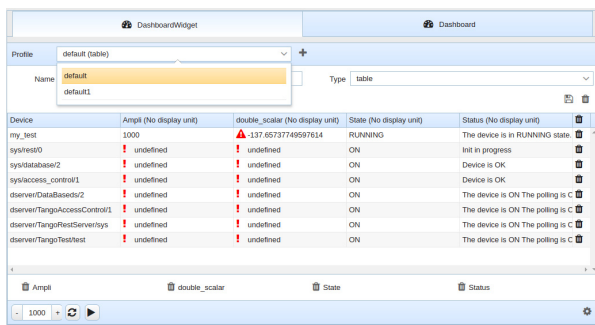 DashboardWidget
Dashboard
Profile
default (table)
default
default1
Name
Type
table
Device Ampli (No display unit) double_scalar (No display unit) State (No display unit) Status (No display unit)
my_test 1000 -137.65737749597614 RUNNING The device is in RUNNING state.
sys/rest/0 undefined undefined ON Init in progress
sys/database/2 undefined undefined ON Device is OK
sys/access_control/1 undefined undefined ON Device is OK
dserver/DataBaseds/2 undefined undefined ON The device is ON The polling is O
dserver/TangoAccessControl/1 undefined undefined ON The device is ON The polling is O
dserver/TangoRestServer/sys undefined undefined ON The device is ON The polling is O
dserver/TangoTest/test undefined undefined ON The device is ON The polling is O
Ampli double_scalar State Status
- 1000 +